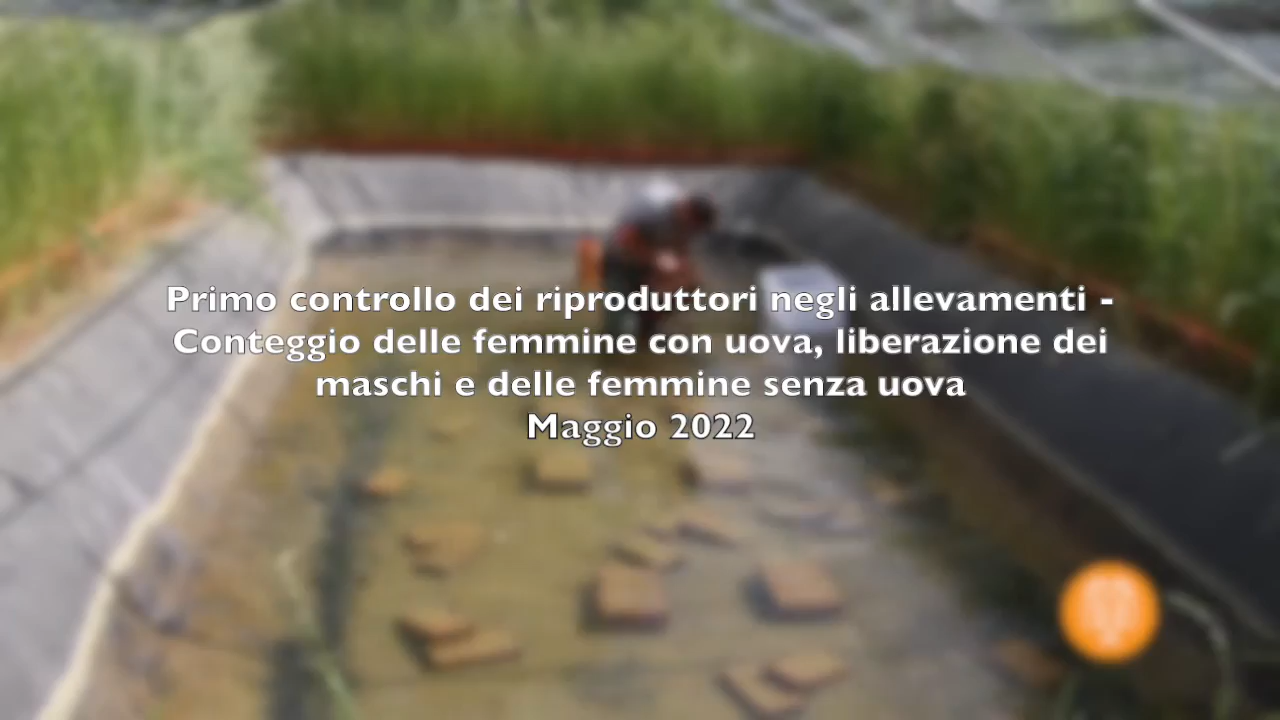 Primo controllo dei riproduttori negli allevamenti -
Conteggio delle femmine con uova, liberazione dei
maschi e delle femmine senza uova
Maggio 2022